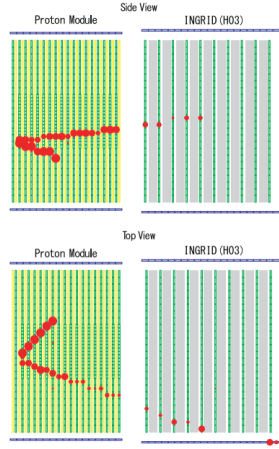 Side View
Proton Module
INGRID(H03)
Top View
Proton Module
INGRID(H03)